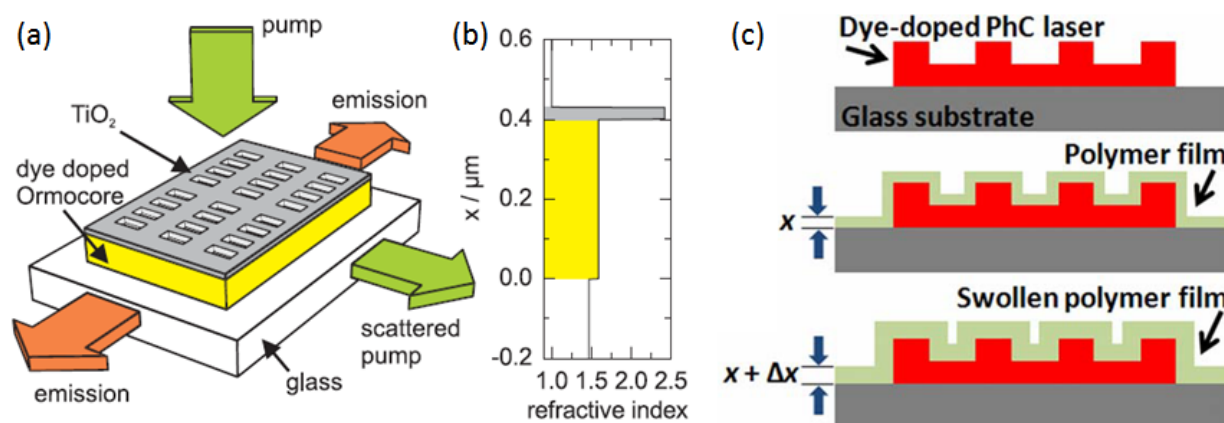 (a)
pump
TiO₂
emission
dye doped
Ormocore
scattered
pump
emission
glass
(b)
0.6
0.4
0.2
0.0
-0.2
x / µm
1.0 1.5 2.0 2.5
refractive index
(c)
Dye-doped PhC laser
Glass substrate
Polymer film
x
Swollen polymer film
x + Δx